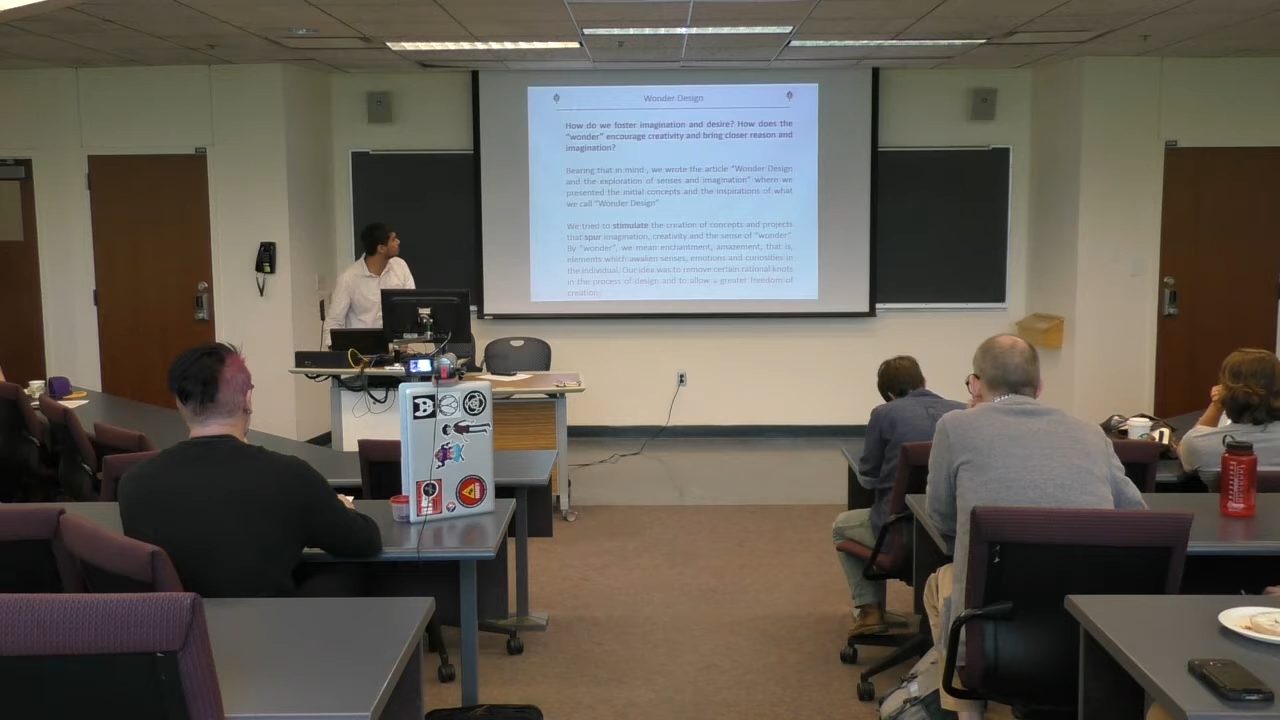 Wonder Design
How do we foster imagination and desire? How does the
"wonder" encourage creativity and bring closer reason and
imagination?
Bearing that in mind, we wrote the article "Wonder Design
and the exploration of senses and imagination" where we
presented the initial concepts and the inspirations of what
we call "Wonder Design"
We tried to stimulate the creation of concepts and projects
that spur imagination, creativity and the sense of "wonder".
By "wonder", we mean enchantment, amazement, that is,
elements which awaken senses, emotions and curiosities in
the individual. Our idea was to remove certain rational knots
in the process of design and to allow a greater freedom of
creation.